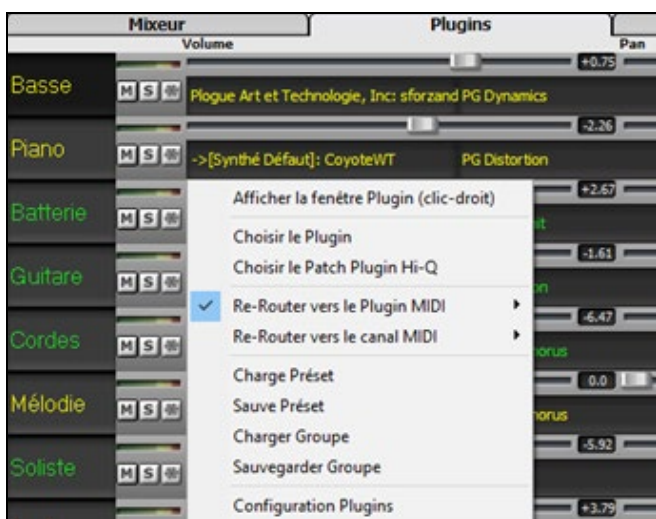 Mixeur Plugins
Volume Pan
+0.75
Basse M S Plogue Art et Technologie, Inc: sforzand PG Dynamics
-2.26
Piano M S ->[Synthé Défaut]: CoyoteWT PG Distortion
Afficher la fenêtre Plugin (clic-droit) +2.67
Batterie M S
Choisir le Plugin
-1.61
Choisir le Patch Plugin Hi-Q
Guitare M S
Re-Router vers le Plugin MIDI
-6.47
Re-Router vers le canal MIDI
Cordes M S orus
Charge Préset 0.0
Mélodie M S Sauve Préset orus
Charger Groupe
-5.92
Soliste M S Sauvegarder Groupe
Configuration Plugins +3.79